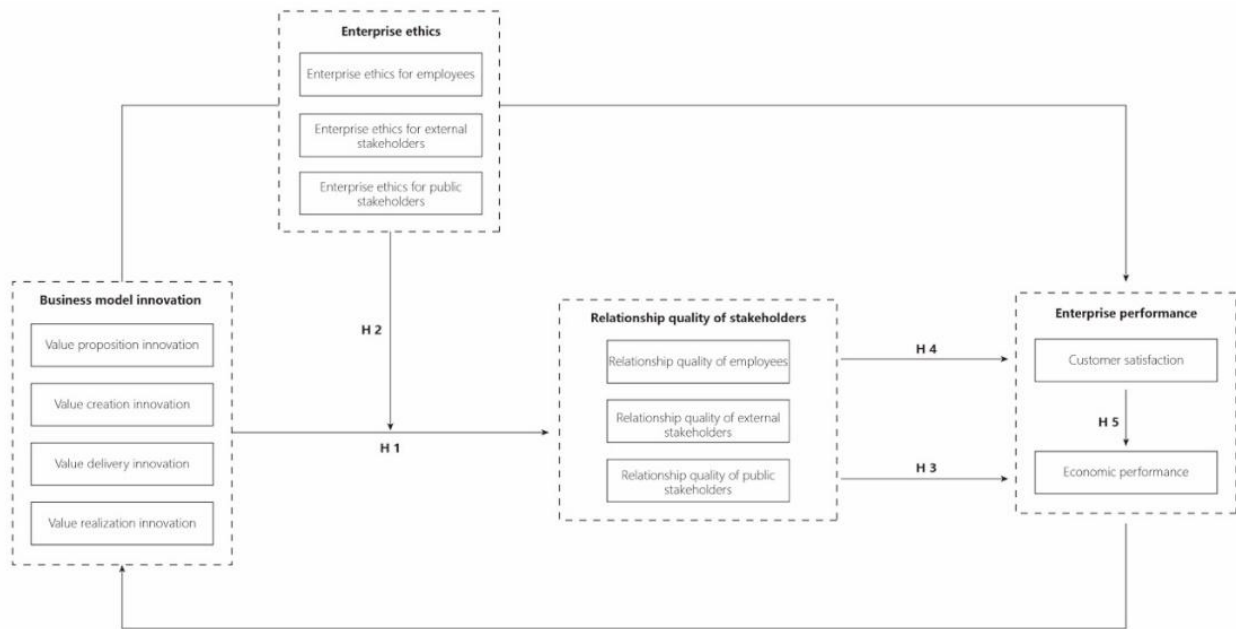 Enterprise ethics
Enterprise ethics for employees
Enterprise ethics for external
stakeholders
Enterprise ethics for public
stakeholders
Business model innovation
Value proposition innovation
Value creation innovation
Value delivery innovation
Value realization innovation
H 2
H 1
Relationship quality of stakeholders
Relationship quality of employees
Relationship quality of external
stakeholders
Relationship quality of public
stakeholders
H 4
H 3
Enterprise performance
Customer satisfaction
H 5
Economic performance